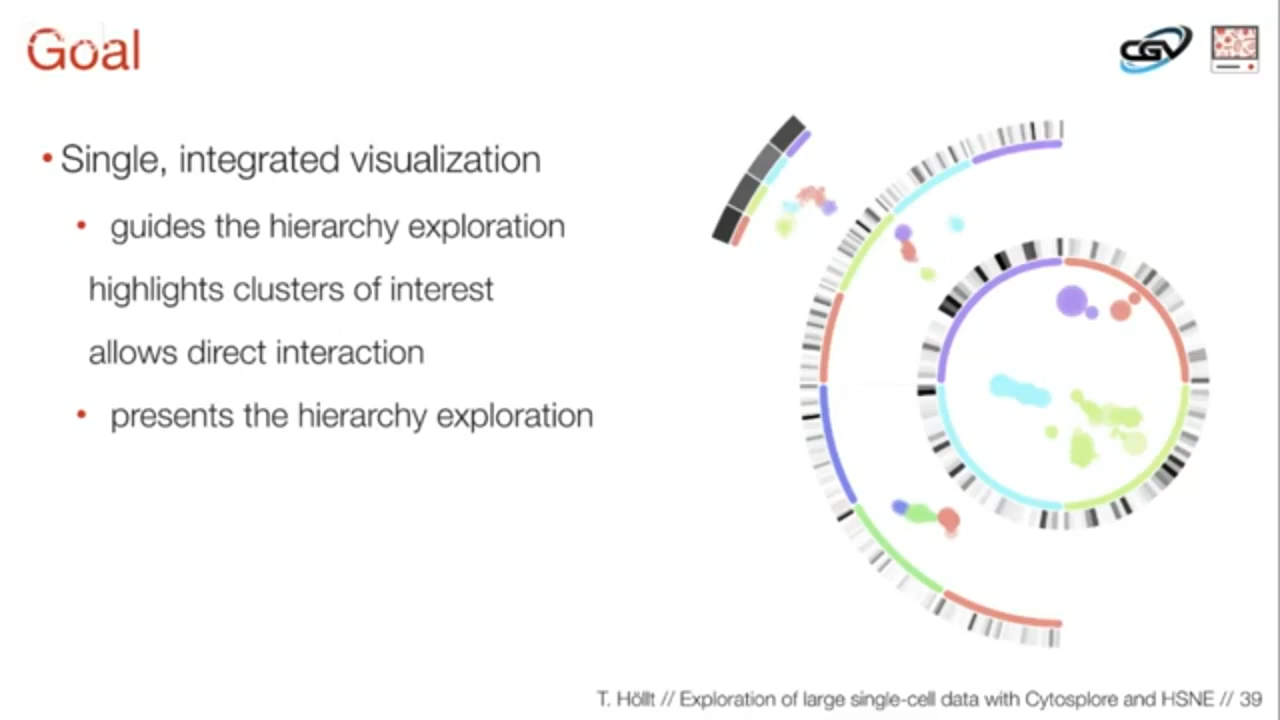 Goal
CGV
• Single, integrated visualization
• guides the hierarchy exploration
highlights clusters of interest
allows direct interaction
• presents the hierarchy exploration
T. Höllt // Exploration of large single-cell data with Cytosplore and HSNE // 39